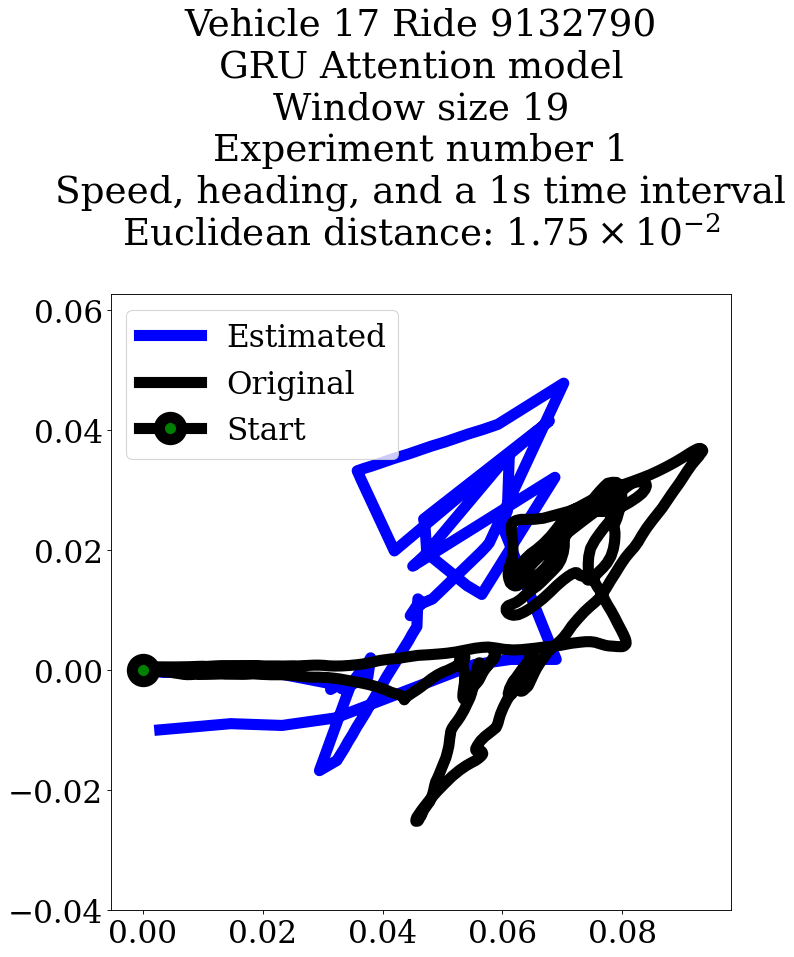 Vehicle 17 Ride 9132790
GRU Attention model
Window size 19
Experiment number 1
Speed, heading, and a 1s time interval
Euclidean distance: 1.75 × 10⁻²
Estimated
Original
Start
0.06
0.04
0.02
0.00
−0.02
−0.04
0.00 0.02 0.04 0.06 0.08